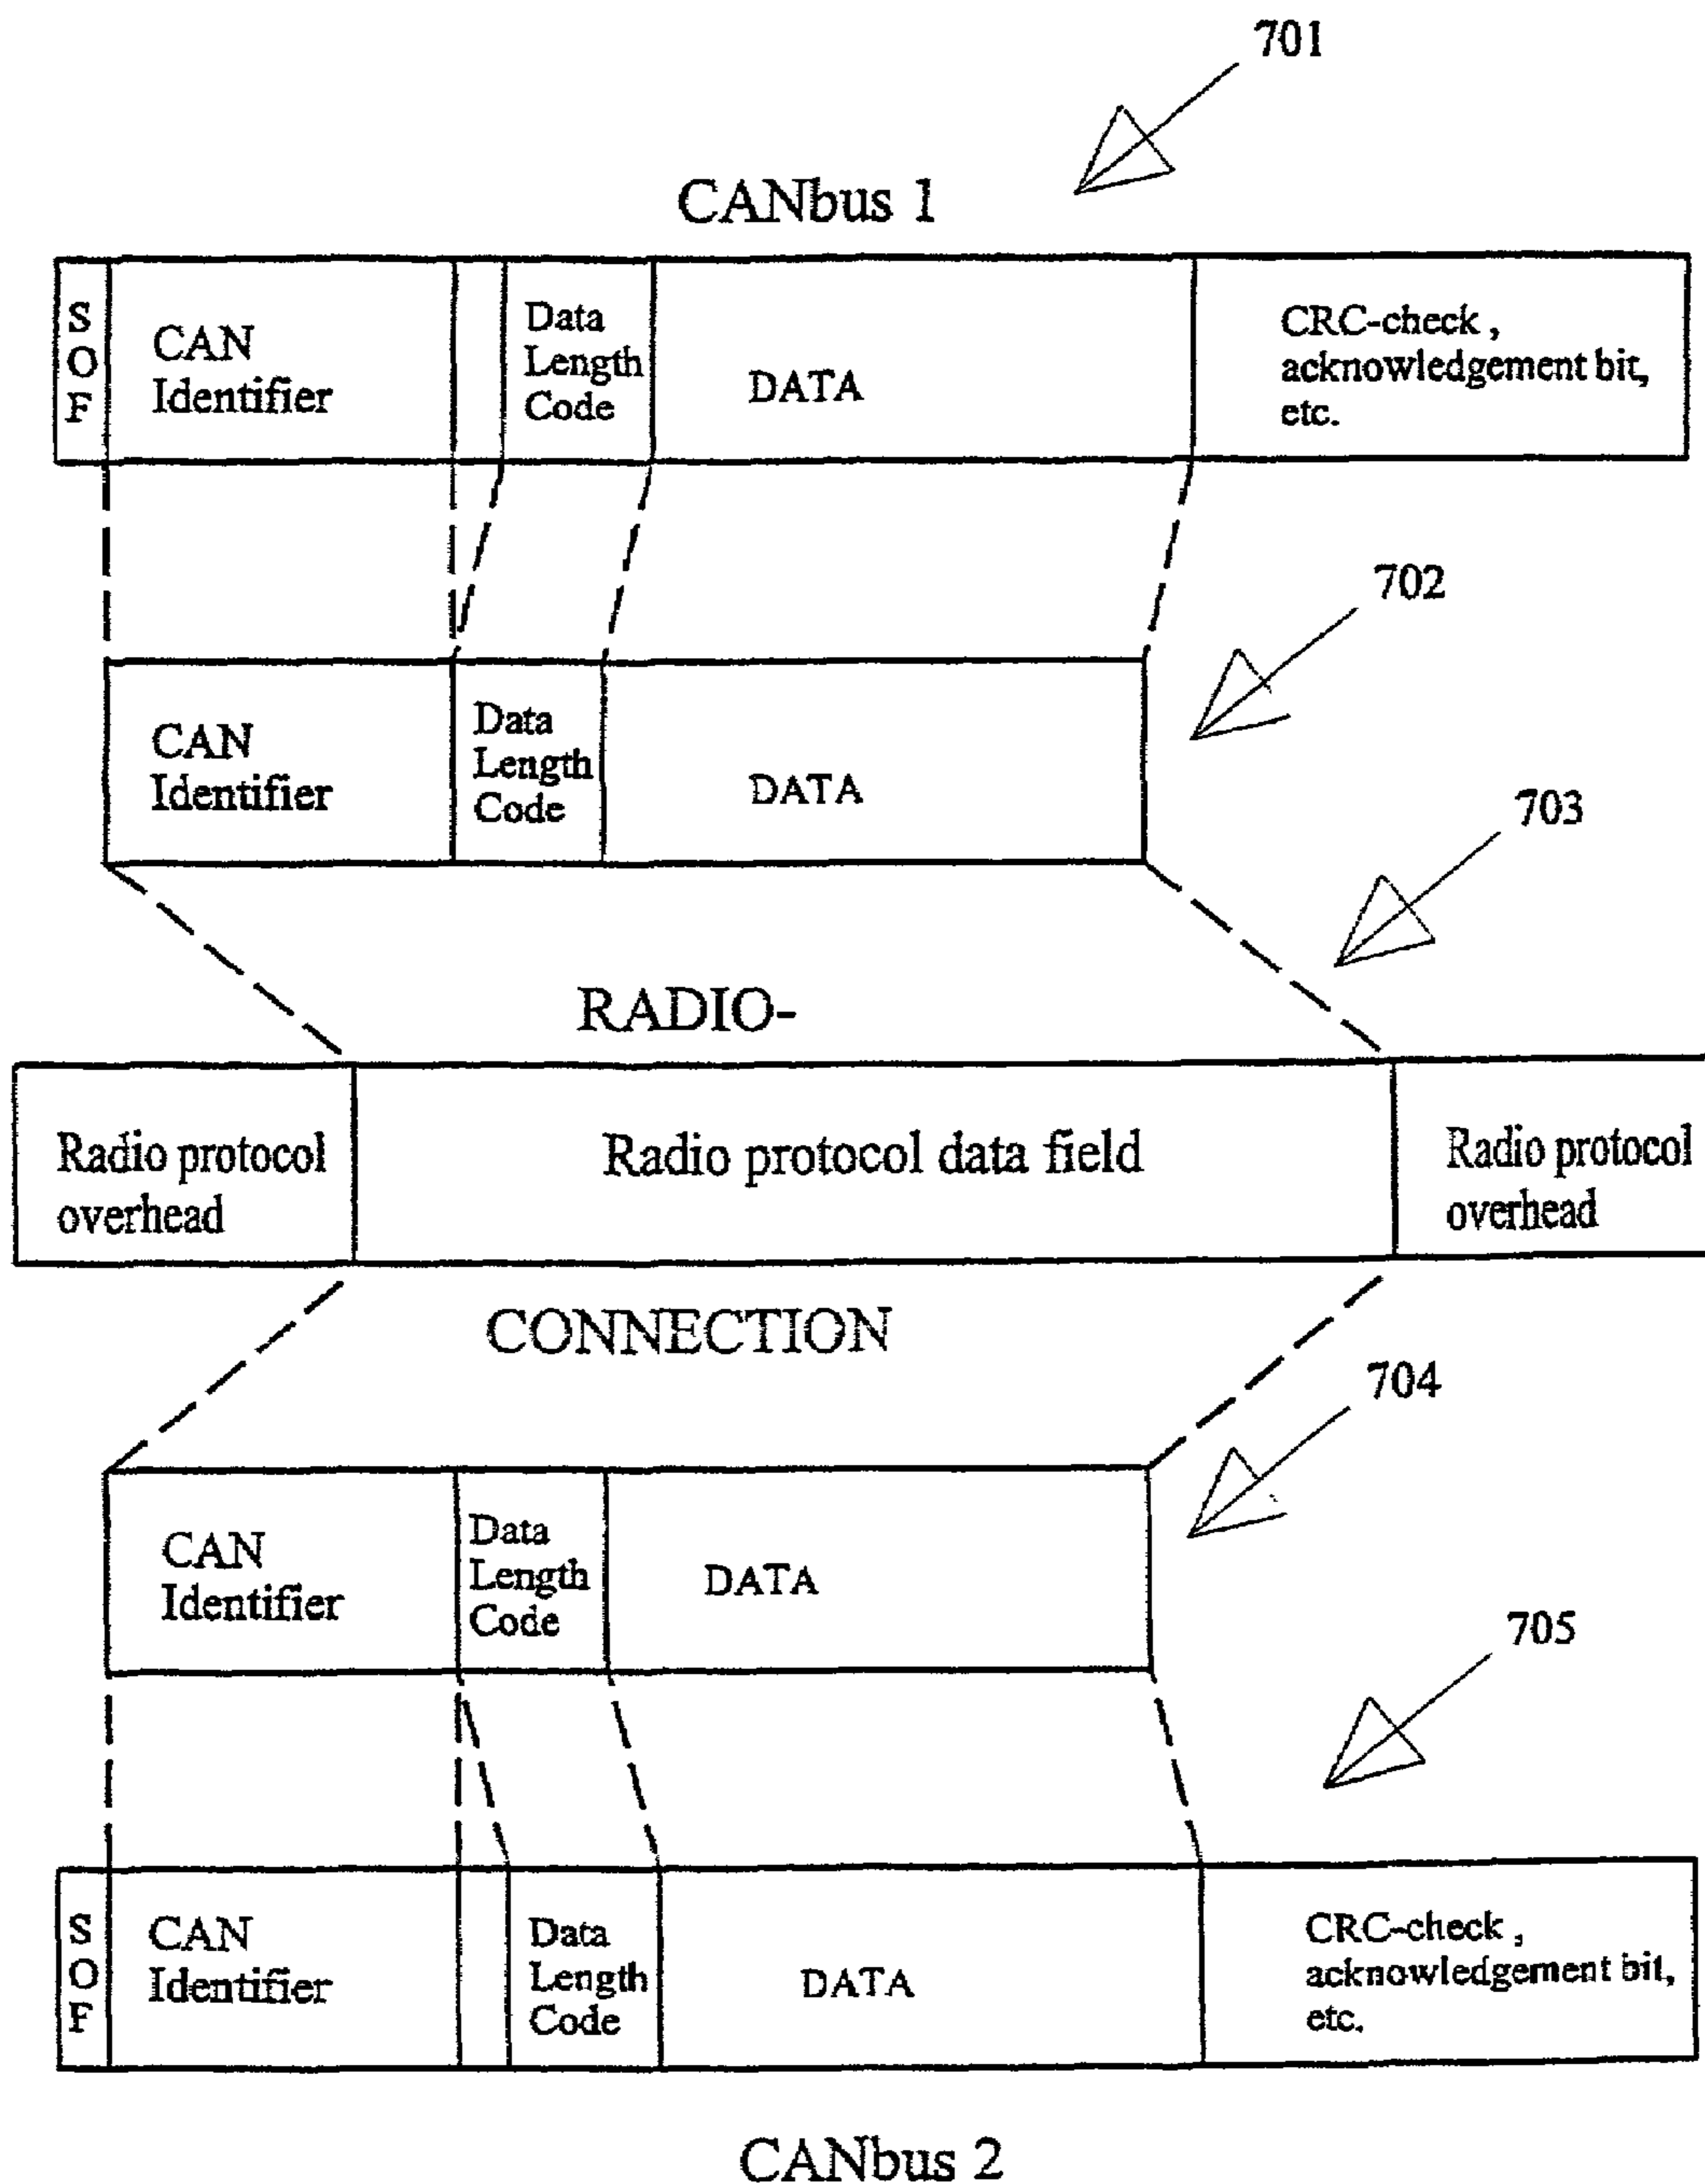 701
CANbus 1
SOF
CAN
Identifier
Data
Length
Code
DATA
CRC-check ,
acknowledgement bit,
etc.
702
CAN
Identifier
Data
Length
Code
DATA
703
RADIO-
Radio protocol
overhead
Radio protocol data field
Radio protocol
overhead
CONNECTION
704
CAN
Identifier
Data
Length
Code
DATA
705
SOF
CAN
Identifier
Data
Length
Code
DATA
CRC-check ,
acknowledgement bit,
etc.
CANbus 2